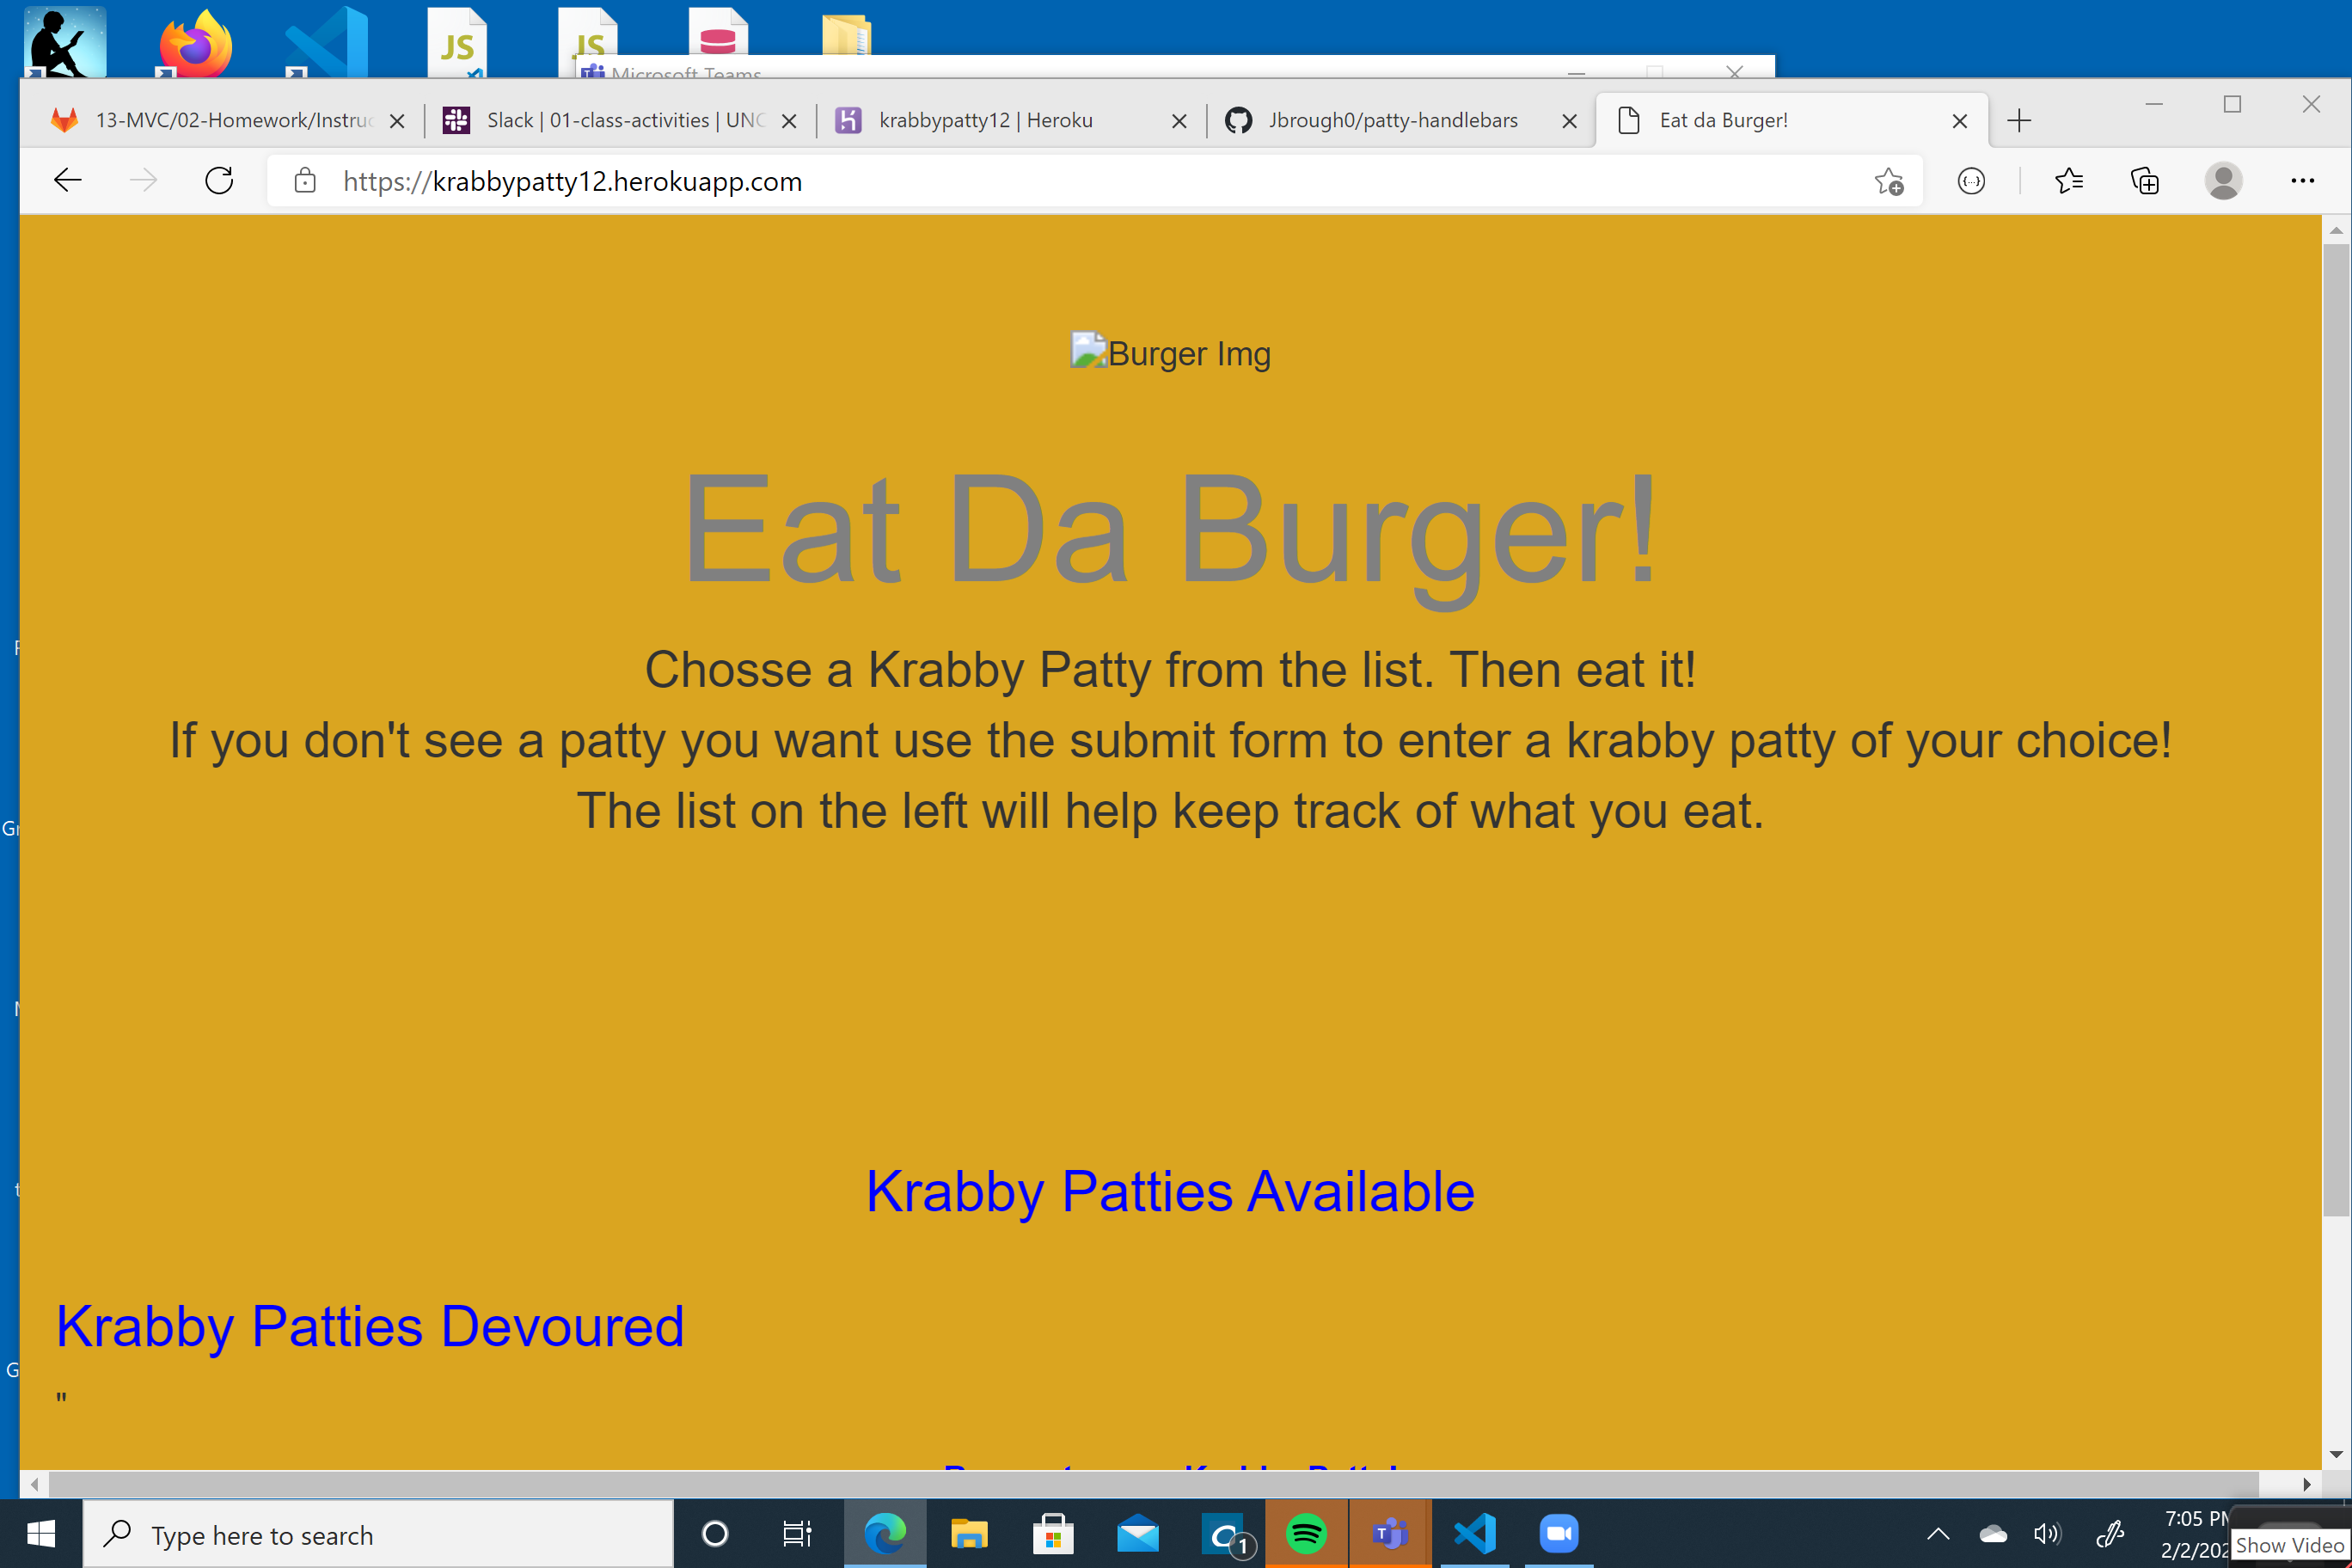 JS
JS
Microsoft Teams
13-MVC/02-Homework/Instruc
Slack | 01-class-activities | UNC
krabbypatty12 | Heroku
Jbrough0/patty-handlebars
Eat da Burger!
https://krabbypatty12.herokuapp.com
Burger Img
Eat Da Burger!
Chosse a Krabby Patty from the list. Then eat it!
If you don't see a patty you want use the submit form to enter a krabby patty of your choice!
The list on the left will help keep track of what you eat.
Krabby Patties Available
Krabby Patties Devoured
"
Gr
G
Type here to search
1
7:05 PM
2/2/202
Show Video